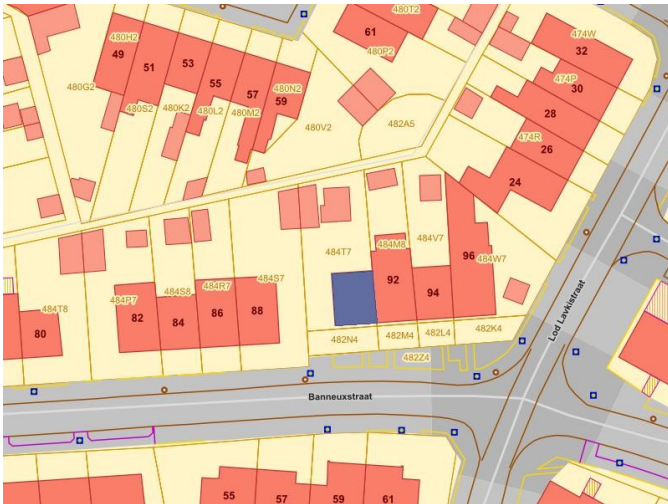 480T2
61
480P2
474W
32
474P
30
28
474R
26
24
480H2
49
51
53
55
57
480N2
59
480G2
480S2
480K2
480L2
480M2
480V2
482A5
484T7
484M8
92
484V7
94
96
484W7
484T8
80
484P7
82
484S8
84
484R7
86
484S7
88
482N4
482M4
482L4
482K4
482Z4
Lod Lavkistraat
Banneuxstraat
55
57
59
61